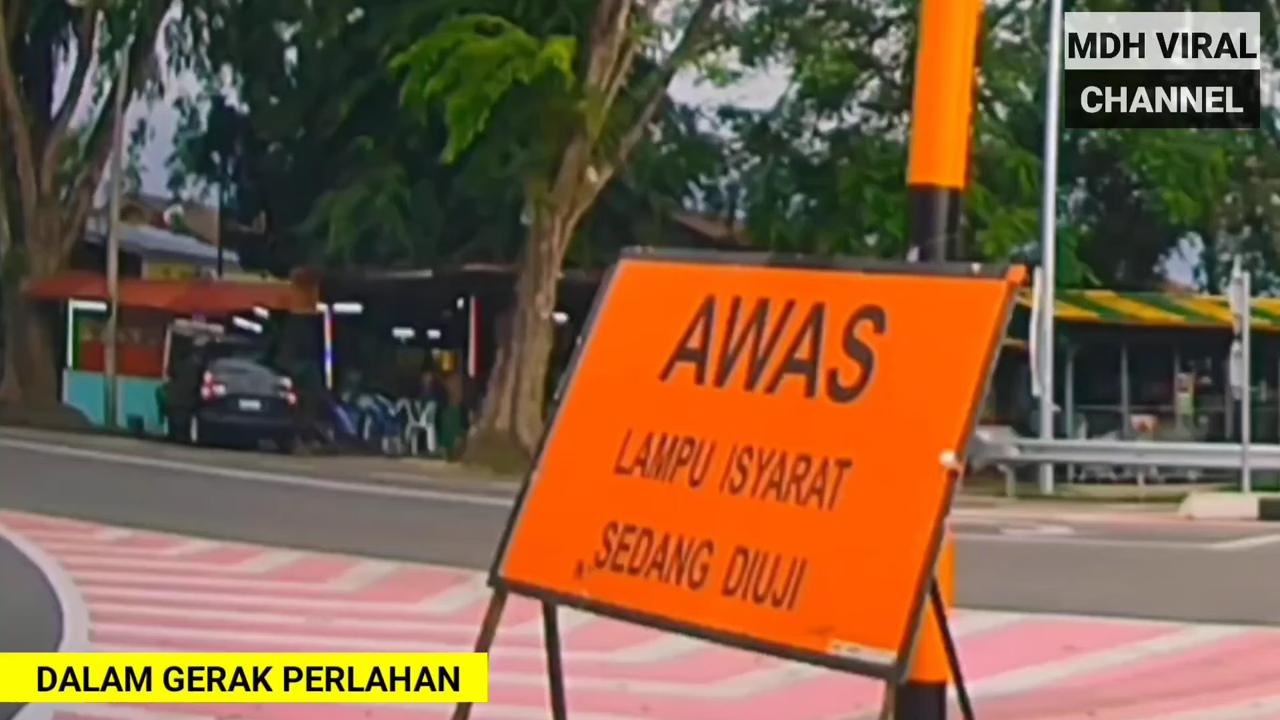 MDH VIRAL
CHANNEL
AWAS
LAMPU ISYARAT
SEDANG DIUJI
DALAM GERAK PERLAHAN